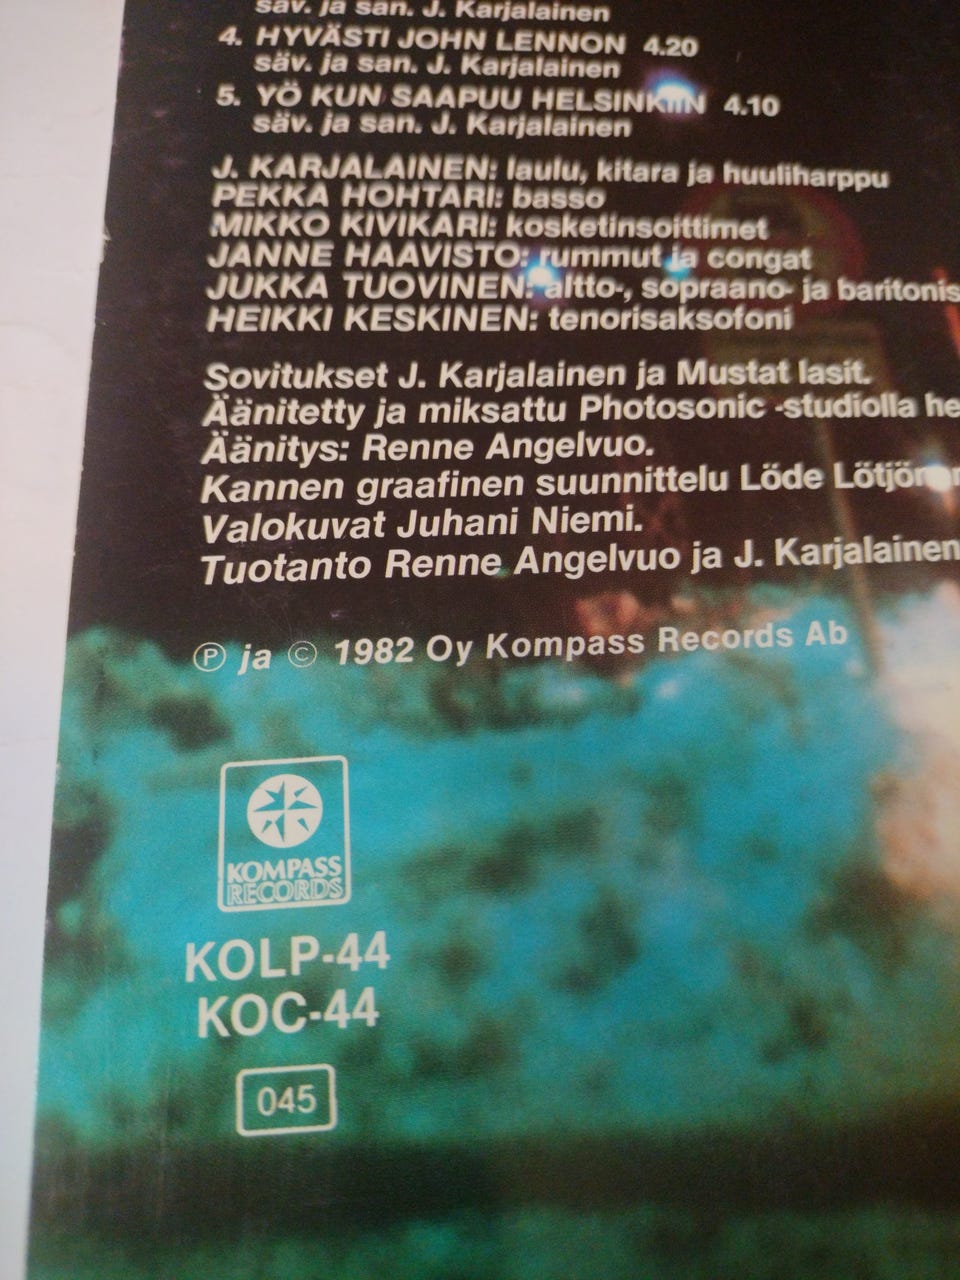 säv. ja san. J. Karjalainen
4. HYVÄSTI JOHN LENNON 4.20
säv. ja san. J. Karjalainen
5. YÖ KUN SAAPUU HELSINKIIN 4.10
säv. ja san. J. Karjalainen
J. KARJALAINEN: laulu, kitara ja huuliharppu
PEKKA HOHTARI: basso
MIKKO KIVIKARI: kosketinsoittimet
JANNE HAAVISTO: rummut ja congat
JUKKA TUOVINEN: altto-, sopraano- ja baritonis
HEIKKI KESKINEN: tenorisaksofoni
Sovitukset J. Karjalainen ja Mustat lasit.
Äänitetty ja miksattu Photosonic -studiolla he
Äänitys: Renne Angelvuo.
Kannen graafinen suunnittelu Löde Lötjön
Valokuvat Juhani Niemi.
Tuotanto Renne Angelvuo ja J. Karjalainen
Ⓟ ja © 1982 Oy Kompass Records Ab
KOMPASS
RECORDS
KOLP-44
KOC-44
045